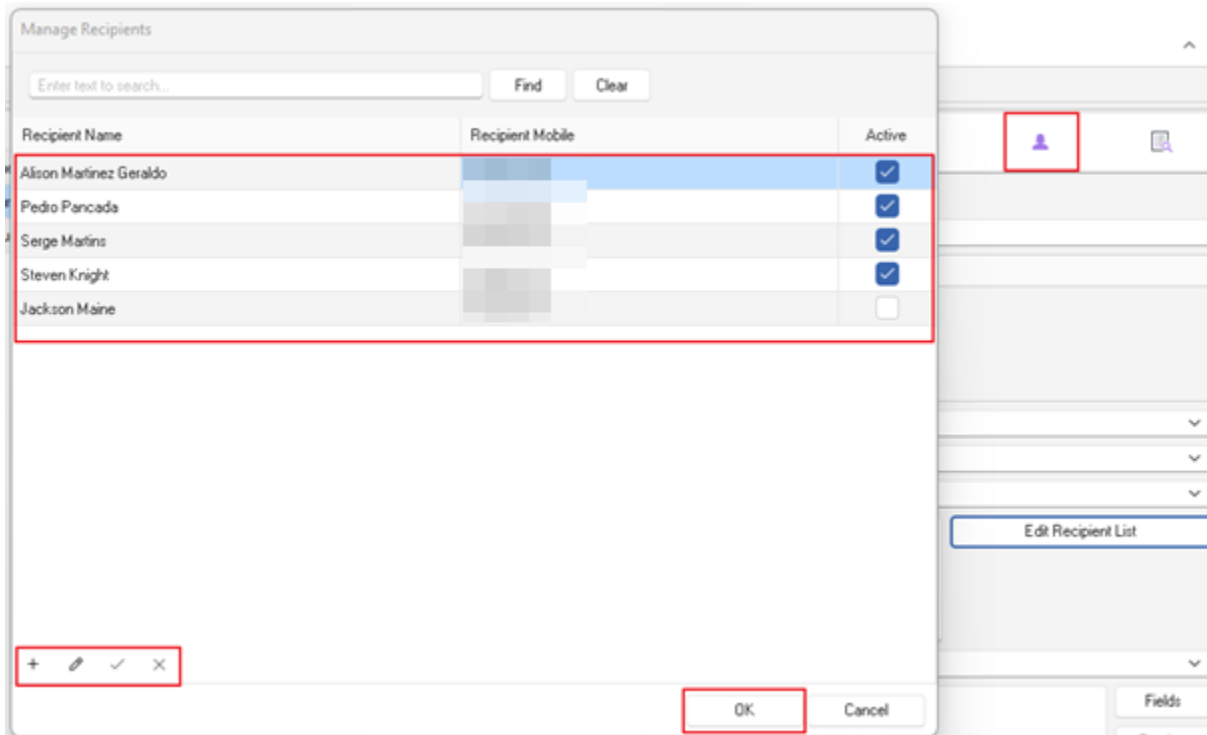 Manage Recipients
Enter text to search...
Find
Clear
Recipient Name
Recipient Mobile
Active
Alison Martinez Geraldo
Pedro Pancada
Serge Martins
Steven Knight
Jackson Maine
Edit Recipient List
OK
Cancel
Fields